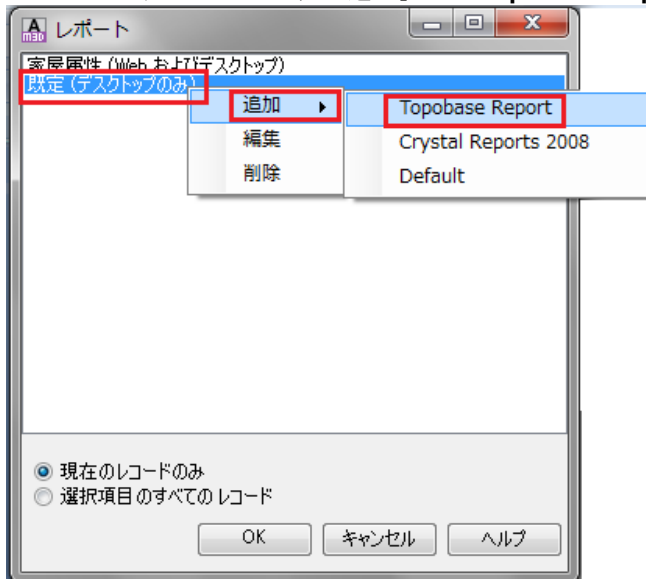 レポート
家屋属性 (Web およびデスクトップ)
既定 (デスクトップのみ)
追加
編集
削除
Topobase Report
Crystal Reports 2008
Default
現在のレコードのみ
選択項目のすべてのレコード
OK
キャンセル
ヘルプ